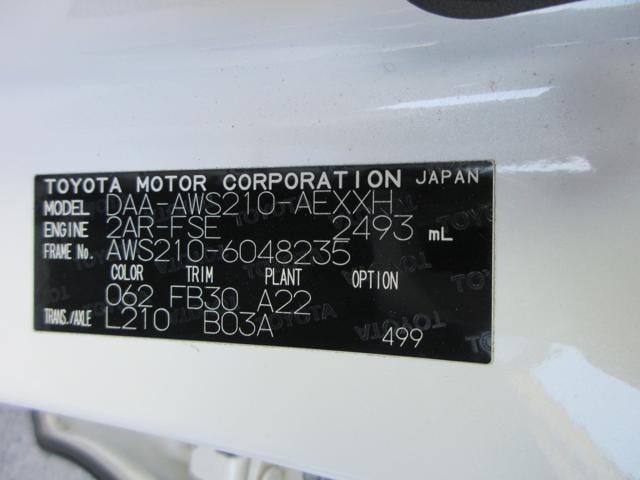 TOYOTA MOTOR CORPORATION JAPAN
MODEL DAA-AWS210-AEXXH
ENGINE 2AR-FSE 2493 mL
FRAME No. AWS210-6048235
COLOR TRIM PLANT OPTION
062 FB30 A22
TRANS./AXLE L210 B03A
499